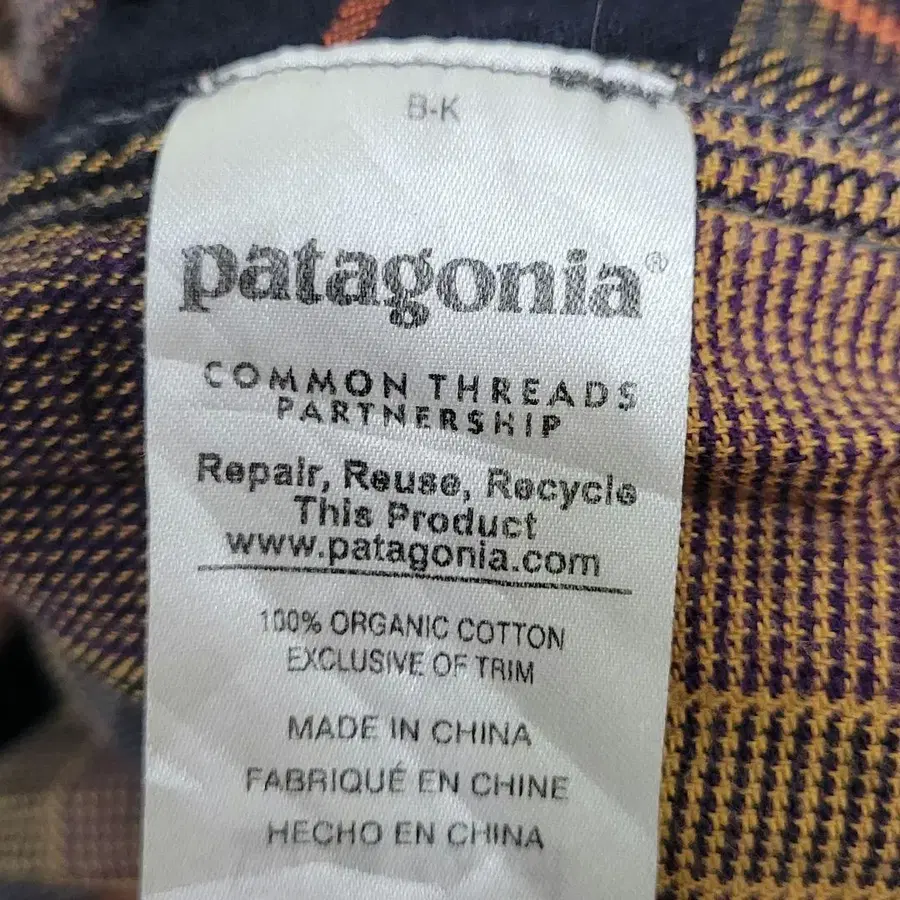 B-K
patagonia®
COMMON THREADS
PARTNERSHIP
Repair, Reuse, Recycle
This Product
www.patagonia.com
100% ORGANIC COTTON
EXCLUSIVE OF TRIM
MADE IN CHINA
FABRIQUÉ EN CHINE
HECHO EN CHINA